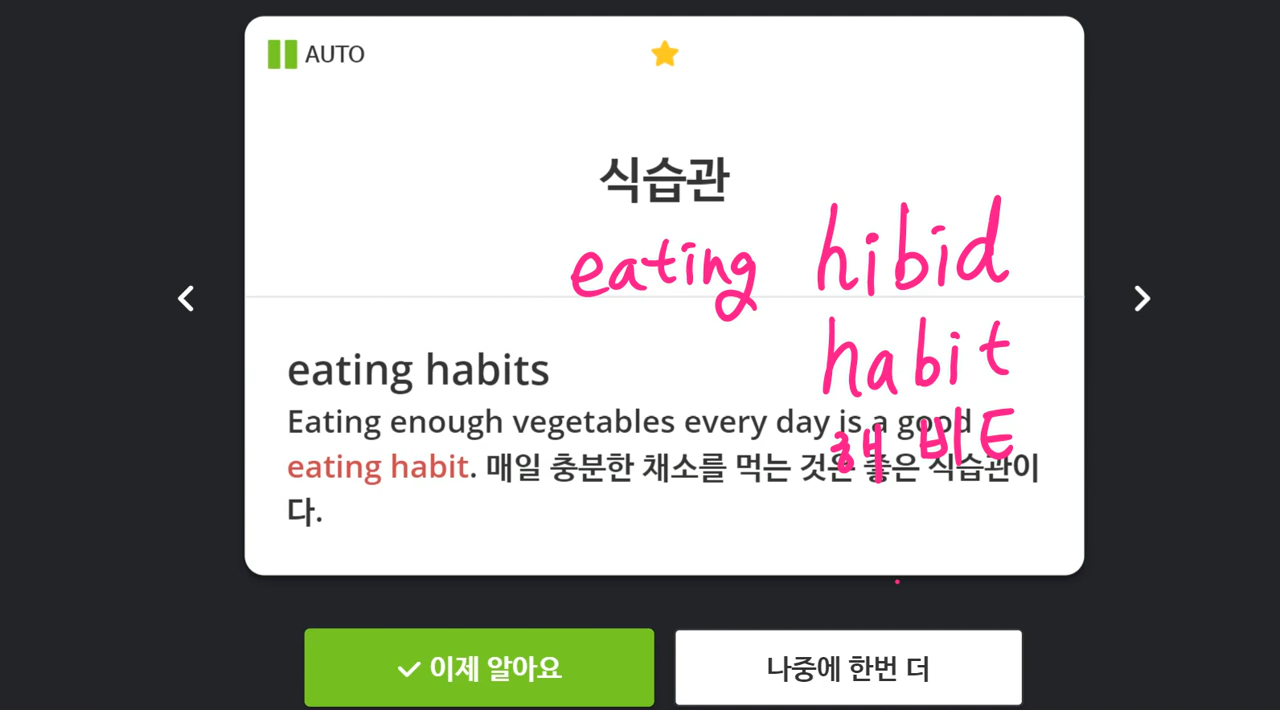 AUTO
식습관
eating hibid
habit
해비트
eating habits
Eating enough vegetables every day is a good
eating habit. 매일 충분한 채소를 먹는 것은 좋은 식습관이
다.
이제 알아요
나중에 한번 더